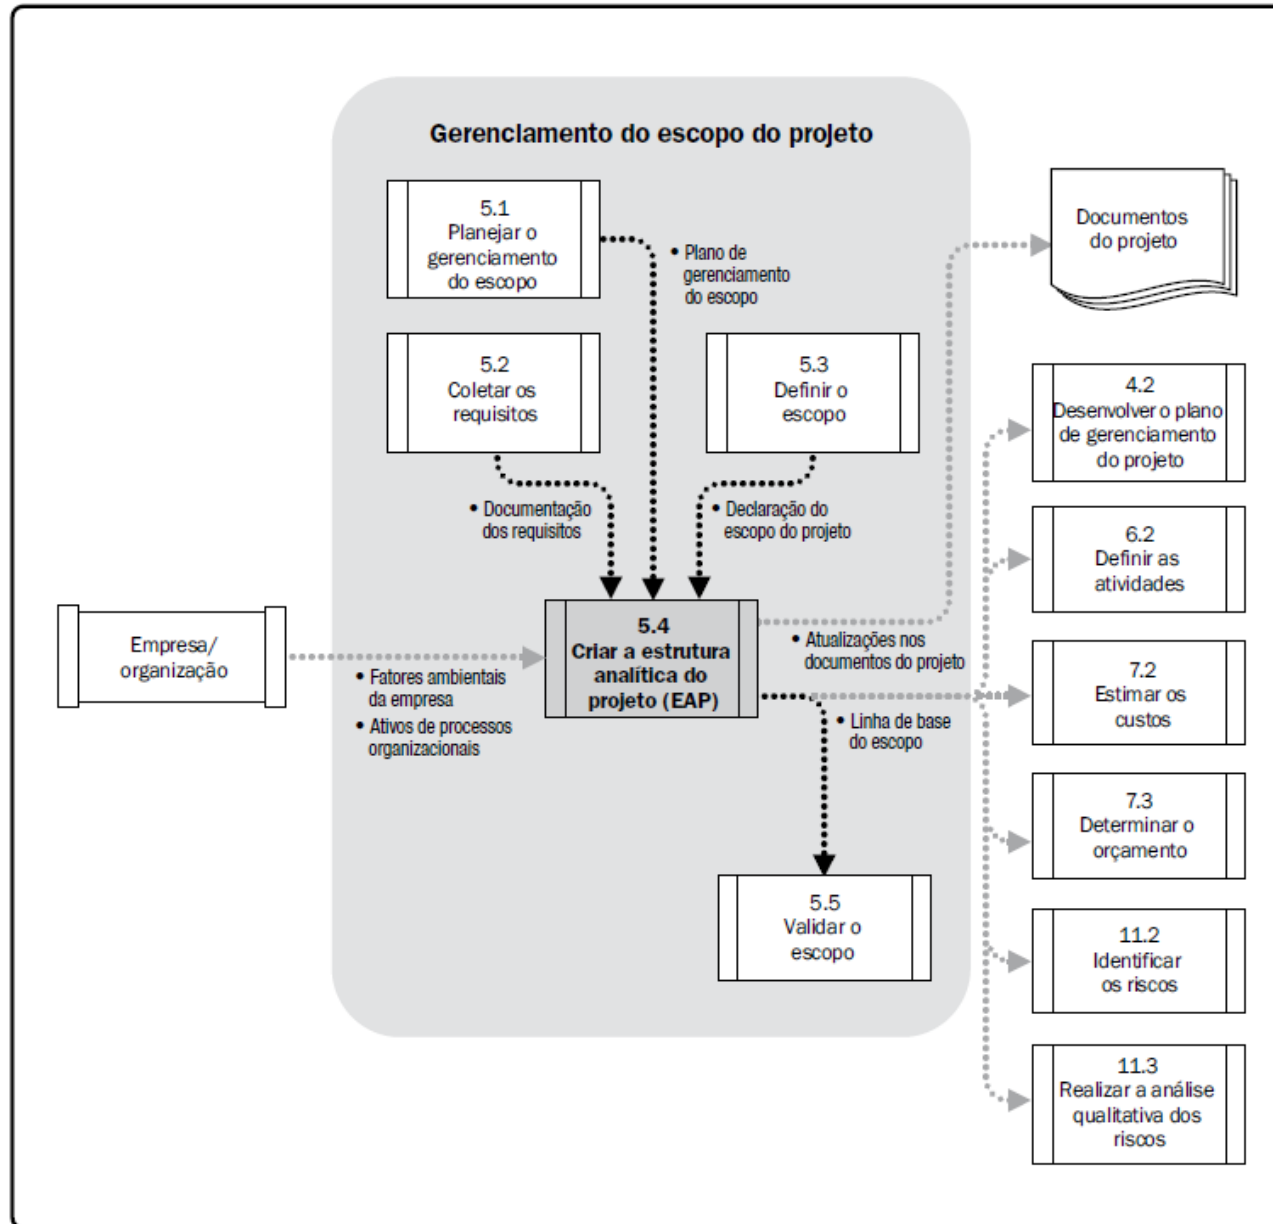 Gerenciamento do escopo do projeto
5.1
Planejar o
gerenciamento
do escopo
• Plano de
gerenciamento
do escopo
Documentos
do projeto
5.2
Coletar os
requisitos
5.3
Definir o
escopo
4.2
Desenvolver o plano
de gerenciamento
do projeto
• Documentação
dos requisitos
• Declaração do
escopo do projeto
6.2
Definir as
atividades
Empresa/
organização
• Fatores ambientais
da empresa
• Ativos de processos
organizacionais
5.4
Criar a estrutura
analítica do
projeto (EAP)
• Atualizações nos
documentos do projeto
• Linha de base
do escopo
7.2
Estimar os
custos
7.3
Determinar o
orçamento
5.5
Validar o
escopo
11.2
Identificar
os riscos
11.3
Realizar a análise
qualitativa dos
riscos